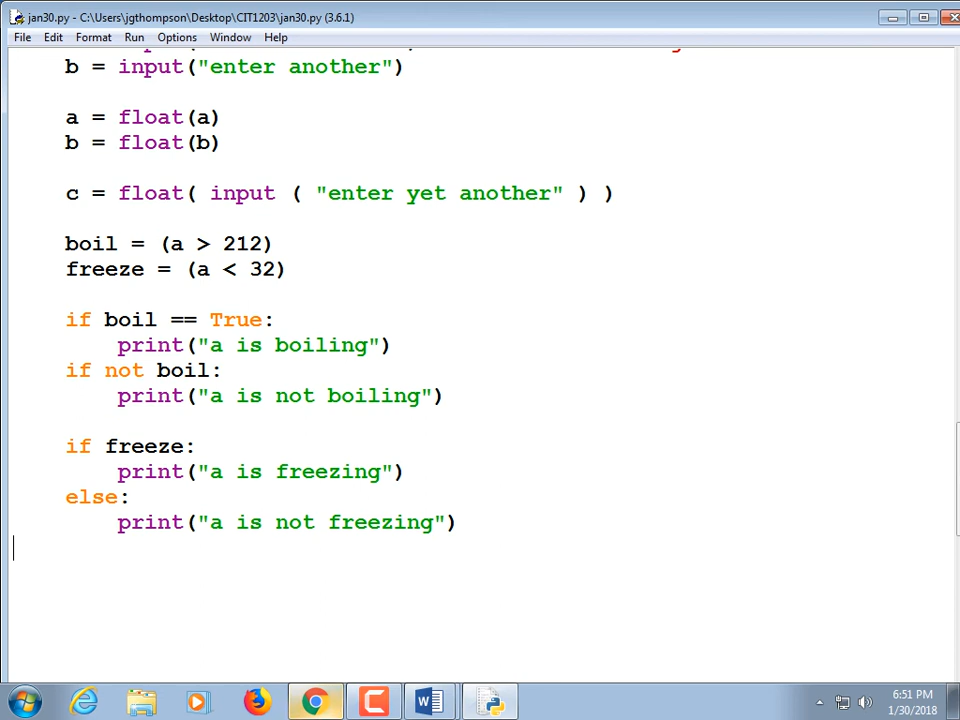 jan30.py - C:\Users\jgthompson\Desktop\CIT1203\jan30.py (3.6.1)
File Edit Format Run Options Window Help
b = input("enter another")
a = float(a)
b = float(b)
c = float( input ( "enter yet another" ) )
boil = (a > 212)
freeze = (a < 32)
if boil == True:
print("a is boiling")
if not boil:
print("a is not boiling")
if freeze:
print("a is freezing")
else:
print("a is not freezing")
6:51 PM
1/30/2018